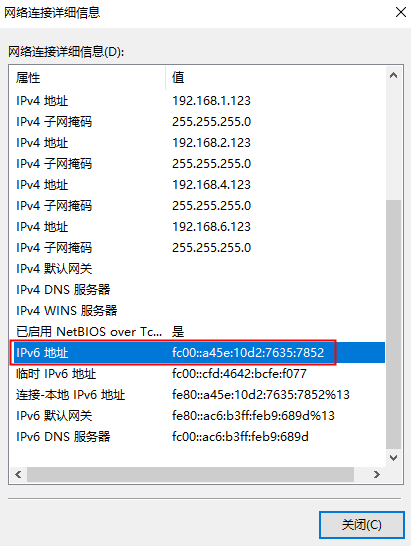 网络连接详细信息
网络连接详细信息(D):
属性 值
IPv4 地址 192.168.1.123
IPv4 子网掩码 255.255.255.0
IPv4 地址 192.168.2.123
IPv4 子网掩码 255.255.255.0
IPv4 地址 192.168.4.123
IPv4 子网掩码 255.255.255.0
IPv4 地址 192.168.6.123
IPv4 子网掩码 255.255.255.0
IPv4 默认网关
IPv4 DNS 服务器
IPv4 WINS 服务器
已启用 NetBIOS over Tc... 是
IPv6 地址 fc00::a45e:10d2:7635:7852
临时 IPv6 地址 fc00::cfd:4642:bcfe:f077
连接-本地 IPv6 地址 fe80::a45e:10d2:7635:7852%13
IPv6 默认网关 fe80::ac6:b3ff:feb9:689d%13
IPv6 DNS 服务器 fc00::ac6:b3ff:feb9:689d
关闭(C)